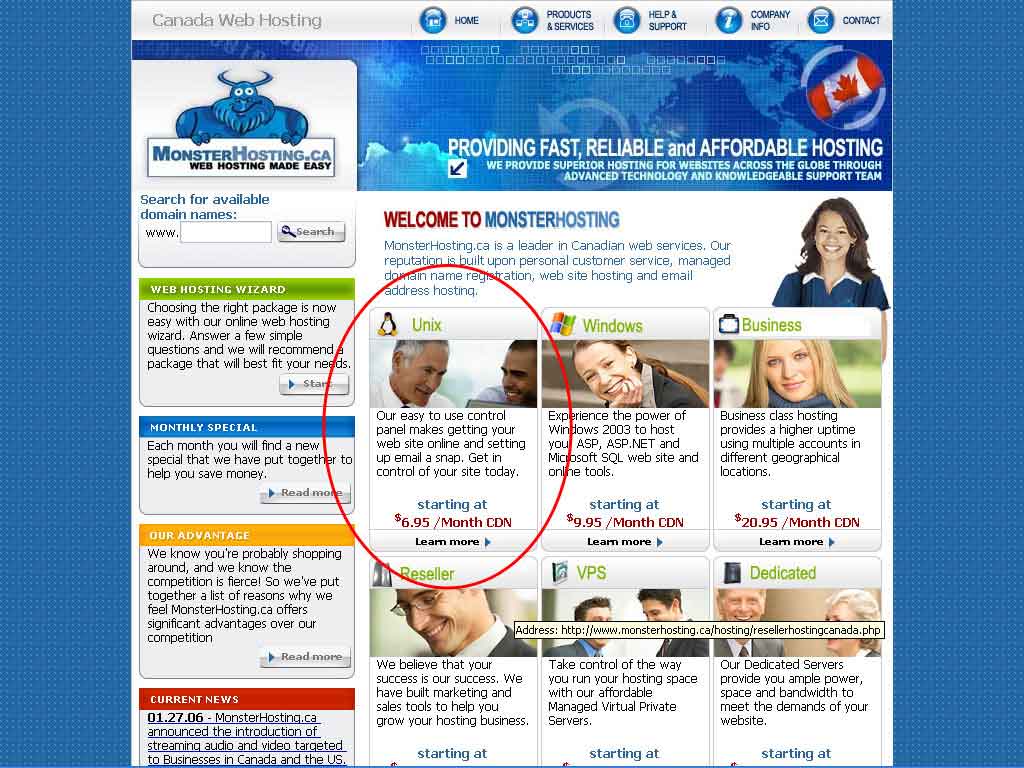 Canada Web Hosting
HOME
PRODUCTS
& SERVICES
HELP &
SUPPORT
COMPANY
INFO
CONTACT
MONSTERHOSTING.CA
WEB HOSTING MADE EASY
PROVIDING FAST, RELIABLE and AFFORDABLE HOSTING
WE PROVIDE SUPERIOR HOSTING FOR WEBSITES ACROSS THE GLOBE THROUGH
ADVANCED TECHNOLOGY AND KNOWLEDGEABLE SUPPORT TEAM
Search for available
domain names:
www.
Search
WEB HOSTING WIZARD
Choosing the right package is now
easy with our online web hosting
wizard. Answer a few simple
questions and we will recommend a
package that will best fit your needs.
Start
MONTHLY SPECIAL
Each month you will find a new
special that we have put together to
help you save money.
Read more
OUR ADVANTAGE
We know you're probably shopping
around, and we know the
competition is fierce! So we've put
together a list of reasons why we
feel MonsterHosting.ca offers
significant advantages over our
competition
Read more
CURRENT NEWS
01.27.06 - MonsterHosting.ca
announced the introduction of
streaming audio and video targeted
to Businesses in Canada and the US.
WELCOME TO MONSTERHOSTING
MonsterHosting.ca is a leader in Canadian web services. Our
reputation is built upon personal customer service, managed
domain name registration, web site hosting and email
address hosting.
Unix
Our easy to use control
panel makes getting your
web site online and setting
up email a snap. Get in
control of your site today.
starting at
$6.95 /Month CDN
Learn more
Windows
Experience the power of
Windows 2003 to host
your ASP, ASP.NET and
Microsoft SQL web site and
online tools.
starting at
$9.95 /Month CDN
Learn more
Business
Business class hosting
provides a higher uptime
using multiple accounts in
different geographical
locations.
starting at
$20.95 /Month CDN
Learn more
Reseller
We believe that your
success is our success. We
have built marketing and
sales tools to help you
grow your hosting business.
starting at
VPS
Address: http://www.monsterhosting.ca/hosting/resellerhostingcanada.php
Take control of the way
you run your hosting space
with our affordable
Managed Virtual Private
Servers.
starting at
Dedicated
Our Dedicated Servers
provide you ample power,
space and bandwidth to
meet the demands of your
website.
starting at